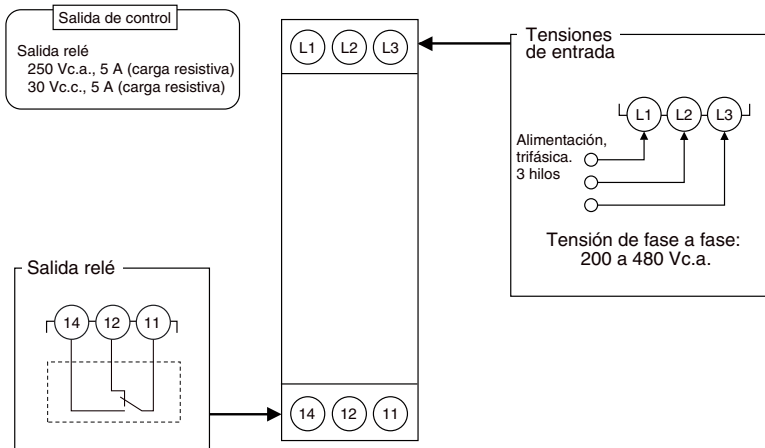 Salida de control
Salida relé
250 Vc.a., 5 A (carga resistiva)
30 Vc.c., 5 A (carga resistiva)
L1 L2 L3
Tensiones
de entrada
L1 L2 L3
Alimentación,
trifásica.
3 hilos
Tensión de fase a fase:
200 a 480 Vc.a.
Salida relé
14 12 11
14 12 11